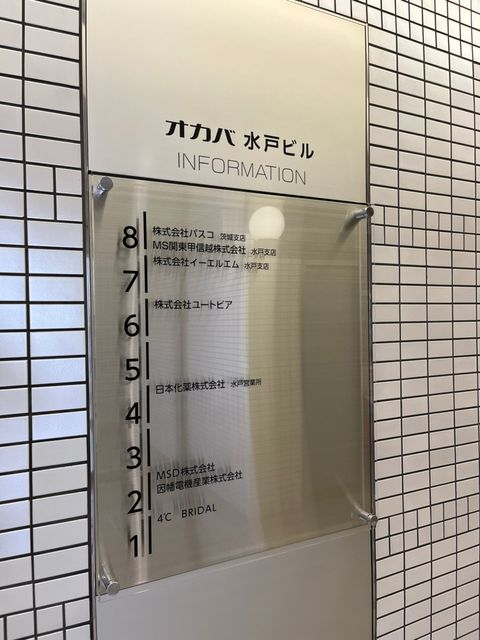 オカバ 水戸ビル
INFORMATION
8 株式会社パスコ 茨城支店
MS関東甲信越株式会社 水戸支店
7 株式会社イーエルエム 水戸支店
6 株式会社ユートピア
5
4 日本化薬株式会社 水戸営業所
3
2 MSD株式会社
因幡電機産業株式会社
1 4℃ BRIDAL